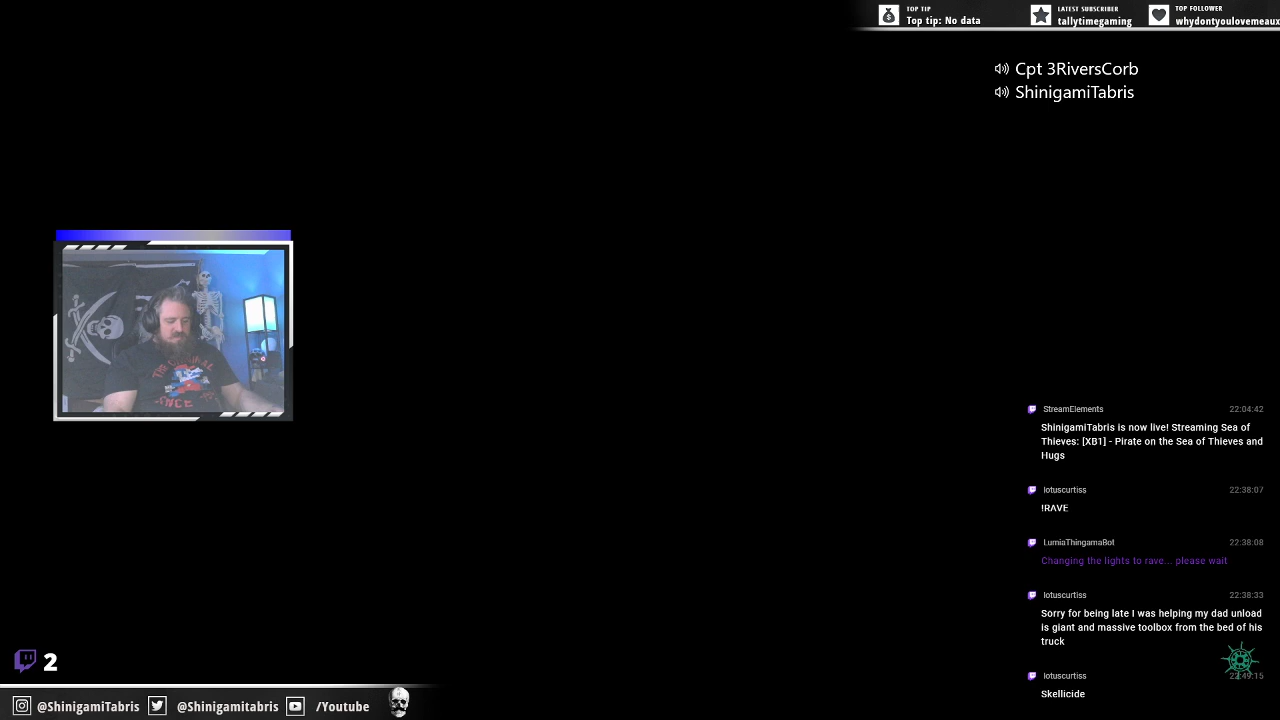 TOP TIP
Top tip: No data
LATEST SUBSCRIBER
tallytimegaming
TOP FOLLOWER
whydontyoulovemeaux
Cpt 3RiversCorb
ShinigamiTabris
StreamElements 22:04:42
ShinigamiTabris is now live! Streaming Sea of
Thieves: [XB1] - Pirate on the Sea of Thieves and
Hugs
lotuscurtiss 22:38:07
!RAVE
LumiaThingamaBot 22:38:08
Changing the lights to rave... please wait
lotuscurtiss 22:38:33
Sorry for being late I was helping my dad unload
is giant and massive toolbox from the bed of his
truck
lotuscurtiss 22:49:15
Skellicide
2
@ShinigamiTabris
@Shinigamitabris
/Youtube